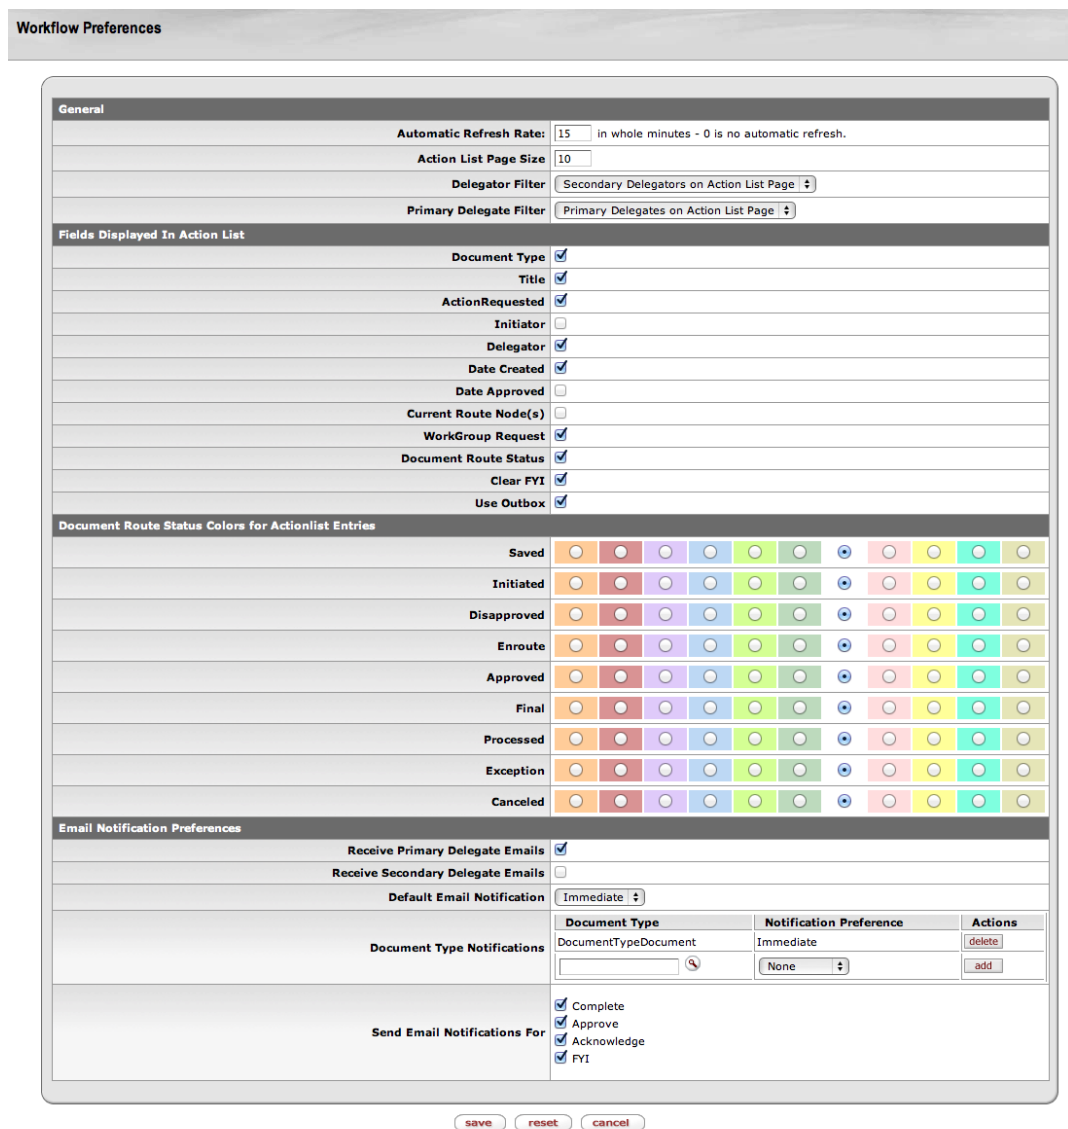 Workflow Preferences
General
Automatic Refresh Rate: 15 in whole minutes - 0 is no automatic refresh.
Action List Page Size 10
Delegator Filter Secondary Delegators on Action List Page
Primary Delegate Filter Primary Delegates on Action List Page
Fields Displayed In Action List
Document Type
Title
ActionRequested
Initiator
Delegator
Date Created
Date Approved
Current Route Node(s)
WorkGroup Request
Document Route Status
Clear FYI
Use Outbox
Document Route Status Colors for Actionlist Entries
Saved
Initiated
Disapproved
Enroute
Approved
Final
Processed
Exception
Canceled
Email Notification Preferences
Receive Primary Delegate Emails
Receive Secondary Delegate Emails
Default Email Notification Immediate
Document Type Notifications
Document Type Notification Preference Actions
DocumentTypeDocument Immediate delete
None add
Send Email Notifications For
Complete
Approve
Acknowledge
FYI
save reset cancel